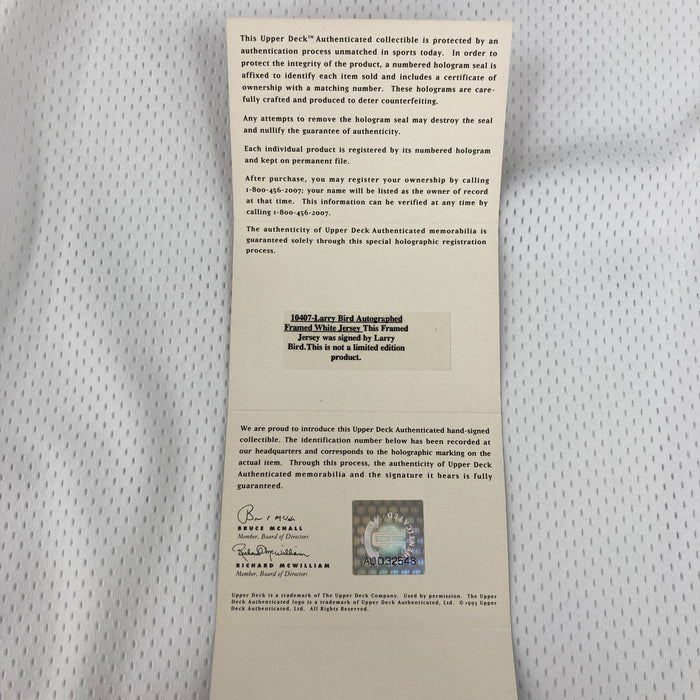 This Upper Deck™ Authenticated collectible is protected by an
authentication process unmatched in sports today. In order to
protect the integrity of the product, a numbered hologram seal is
affixed to identify each item sold and includes a certificate of
ownership with a matching number. These holograms are care-
fully crafted and produced to deter counterfeiting.
Any attempts to remove the hologram seal may destroy the seal
and nullify the guarantee of authenticity.
Each individual product is registered by its numbered hologram
and kept on permanent file.
After purchase, you may register your ownership by calling
1-800-456-2007; your name will be listed as the owner of record
at that time. This information can be verified at any time by
calling 1-800-456-2007.
The authenticity of Upper Deck Authenticated memorabilia is
guaranteed solely through this special holographic registration
process.
10407-Larry Bird Autographed
Framed White Jersey This Framed
Jersey was signed by Larry
Bird.This is not a limited edition
product.
We are proud to introduce this Upper Deck Authenticated hand-signed
collectible. The identification number below has been recorded at
our headquarters and corresponds to the holographic marking on the
actual item. Through this process, the authenticity of Upper Deck
Authenticated memorabilia and the signature it bears is fully
guaranteed.
BRUCE MCNALL
Member, Board of Directors
RICHARD MCWILLIAM
Member, Board of Directors
AUD32648
Upper Deck is a trademark of The Upper Deck Company. Used by permission. The Upper
Deck Authenticated logo is a trademark of Upper Deck Authenticated, Ltd. © 1993 Upper
Deck Authenticated, Ltd. All Rights Reserved.